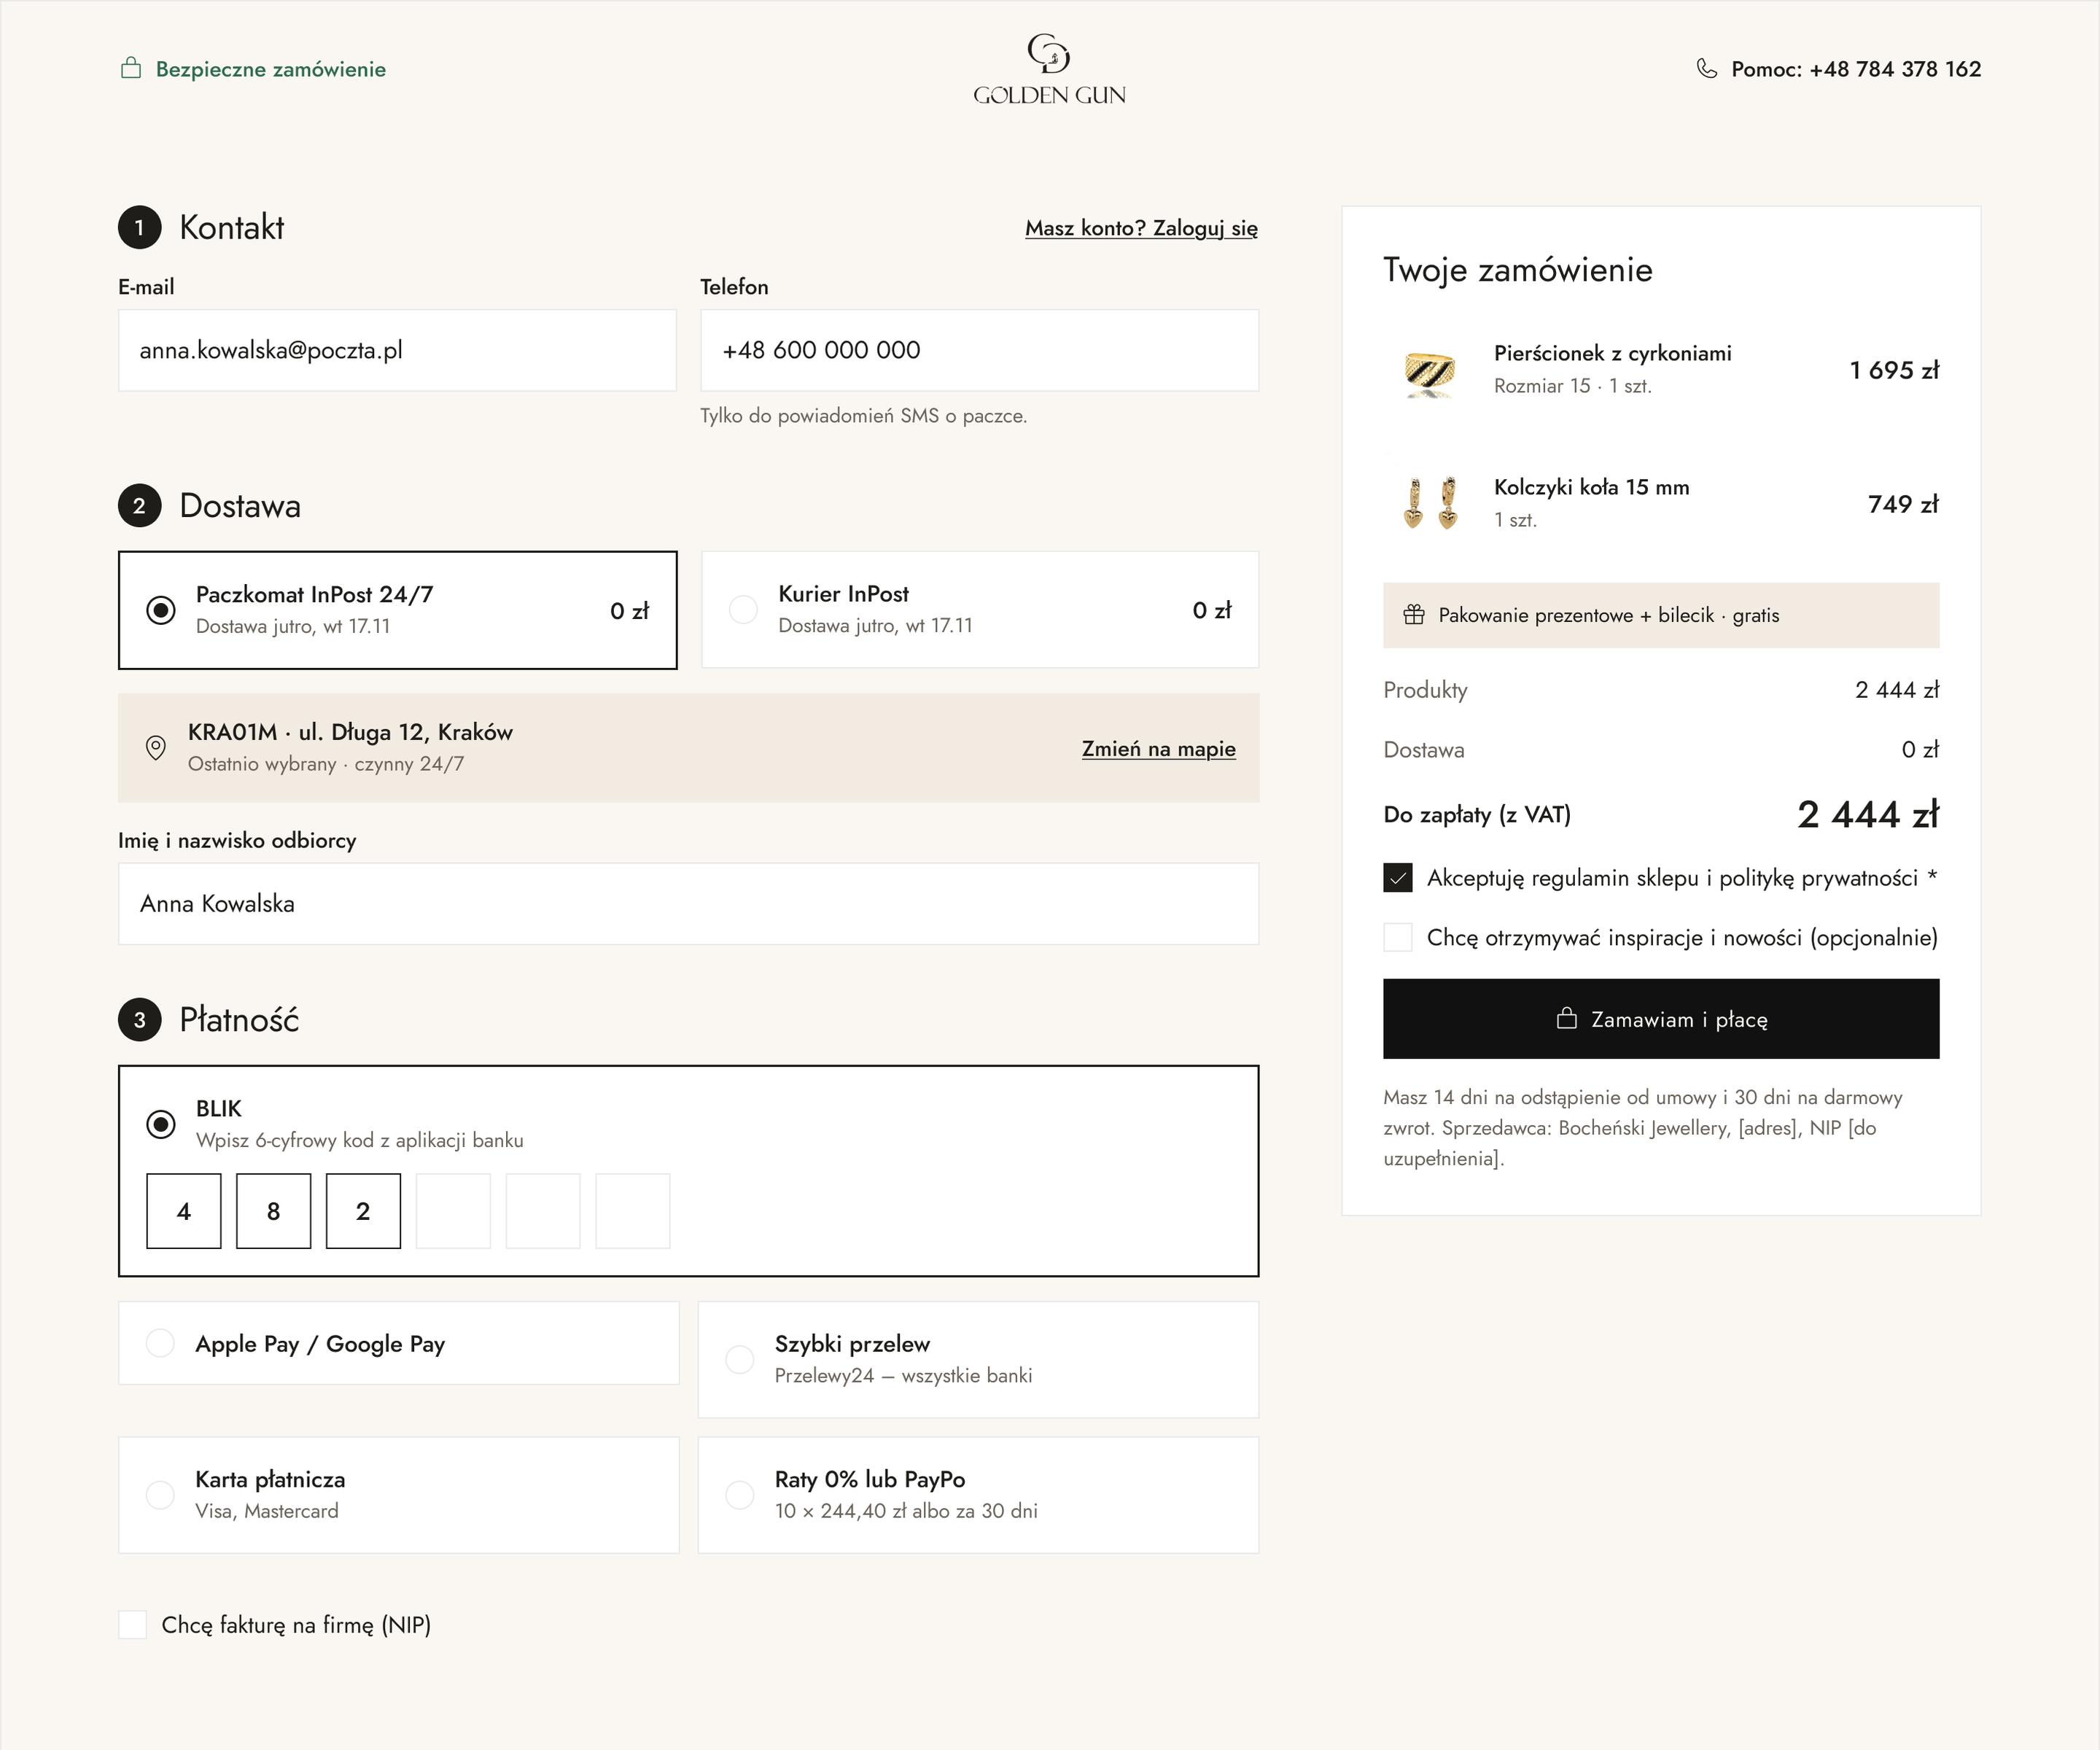 Bezpieczne zamówienie
GOLDEN GUN
Pomoc: +48 784 378 162
1 Kontakt
Masz konto? Zaloguj się
E-mail
Telefon
anna.kowalska@poczta.pl
+48 600 000 000
Tylko do powiadomień SMS o paczce.
2 Dostawa
Paczkomat InPost 24/7
Dostawa jutro, wt 17.11
0 zł
Kurier InPost
Dostawa jutro, wt 17.11
0 zł
KRA01M · ul. Długa 12, Kraków
Ostatnio wybrany · czynny 24/7
Zmień na mapie
Imię i nazwisko odbiorcy
Anna Kowalska
3 Płatność
BLIK
Wpisz 6-cyfrowy kod z aplikacji banku
4 8 2
Apple Pay / Google Pay
Szybki przelew
Przelewy24 – wszystkie banki
Karta płatnicza
Visa, Mastercard
Raty 0% lub PayPo
10 × 244,40 zł albo za 30 dni
Chcę fakturę na firmę (NIP)
Twoje zamówienie
Pierścionek z cyrkoniami
Rozmiar 15 · 1 szt.
1 695 zł
Kolczyki koła 15 mm
1 szt.
749 zł
Pakowanie prezentowe + bilecik · gratis
Produkty 2 444 zł
Dostawa 0 zł
Do zapłaty (z VAT) 2 444 zł
Akceptuję regulamin sklepu i politykę prywatności *
Chcę otrzymywać inspiracje i nowości (opcjonalnie)
Zamawiam i płacę
Masz 14 dni na odstąpienie od umowy i 30 dni na darmowy
zwrot. Sprzedawca: Bocheński Jewellery, [adres], NIP [do
uzupełnienia].